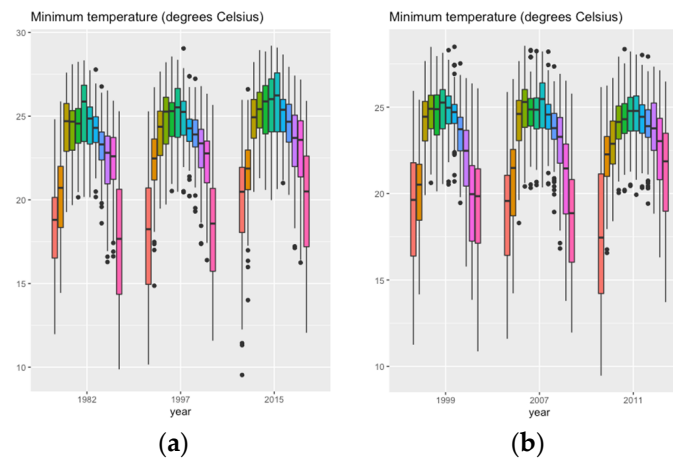 Minimum temperature (degrees Celsius)
30
25
20
15
10
1982
1997
2015
year
(a)
Minimum temperature (degrees Celsius)
25
20
15
10
1999
2007
2011
year
(b)